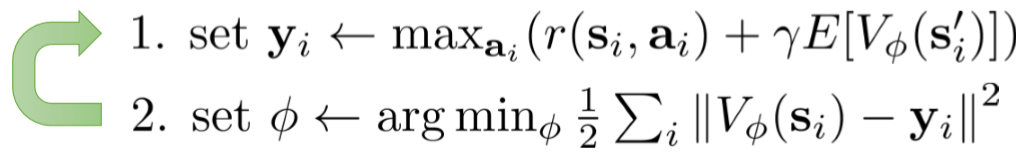 1. set y_i ← max_{a_i}(r(s_i, a_i) + γE[V_ϕ(s'_i)])
2. set ϕ ← arg min_ϕ 1/2 ∑_i ‖V_ϕ(s_i) − y_i‖²